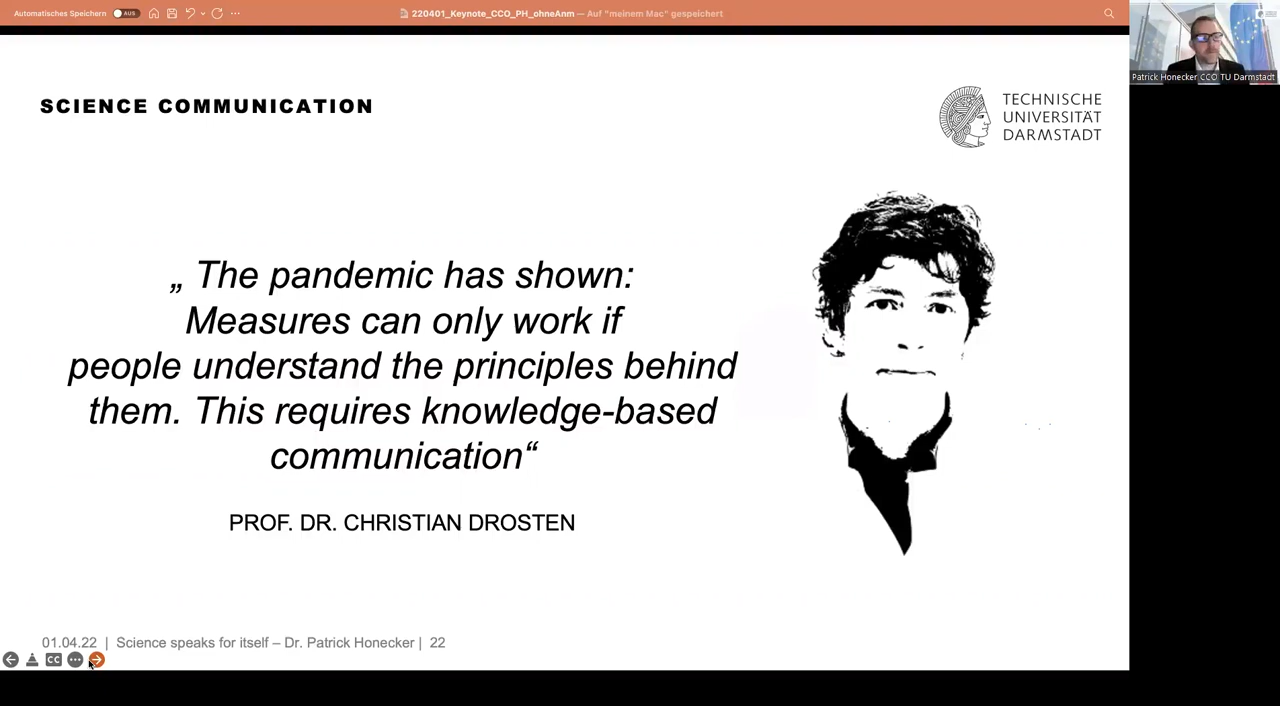 Automatisches Speichern AUS
220401_Keynote_CCO_PH_ohneAnm — Auf "meinem Mac" gespeichert
Patrick Honecker CCO TU Darmstadt
SCIENCE COMMUNICATION
TECHNISCHE
UNIVERSITÄT
DARMSTADT
„ The pandemic has shown:
Measures can only work if
people understand the principles behind
them. This requires knowledge-based
communication“
PROF. DR. CHRISTIAN DROSTEN
01.04.22 | Science speaks for itself – Dr. Patrick Honecker | 22
CC